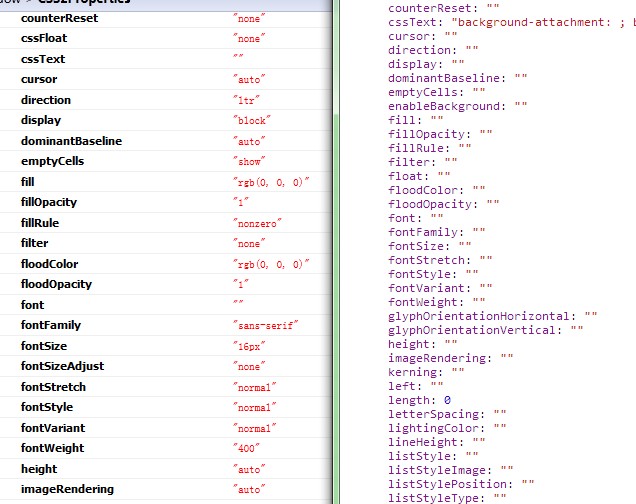 counterReset "none"
cssFloat "none"
cssText ""
cursor "auto"
direction "ltr"
display "block"
dominantBaseline "auto"
emptyCells "show"
fill "rgb(0, 0, 0)"
fillOpacity "1"
fillRule "nonzero"
filter "none"
floodColor "rgb(0, 0, 0)"
floodOpacity "1"
font ""
fontFamily "sans-serif"
fontSize "16px"
fontSizeAdjust "none"
fontStretch "normal"
fontStyle "normal"
fontVariant "normal"
fontWeight "400"
height "auto"
imageRendering "auto"
counterReset: ""
cssText: "background-attachment: ; b
cursor: ""
direction: ""
display: ""
dominantBaseline: ""
emptyCells: ""
enableBackground: ""
fill: ""
fillOpacity: ""
fillRule: ""
filter: ""
float: ""
floodColor: ""
floodOpacity: ""
font: ""
fontFamily: ""
fontSize: ""
fontStretch: ""
fontStyle: ""
fontVariant: ""
fontWeight: ""
glyphOrientationHorizontal: ""
glyphOrientationVertical: ""
height: ""
imageRendering: ""
kerning: ""
left: ""
length: 0
letterSpacing: ""
lightingColor: ""
lineHeight: ""
listStyle: ""
listStyleImage: ""
listStylePosition: ""
listStyleType: ""